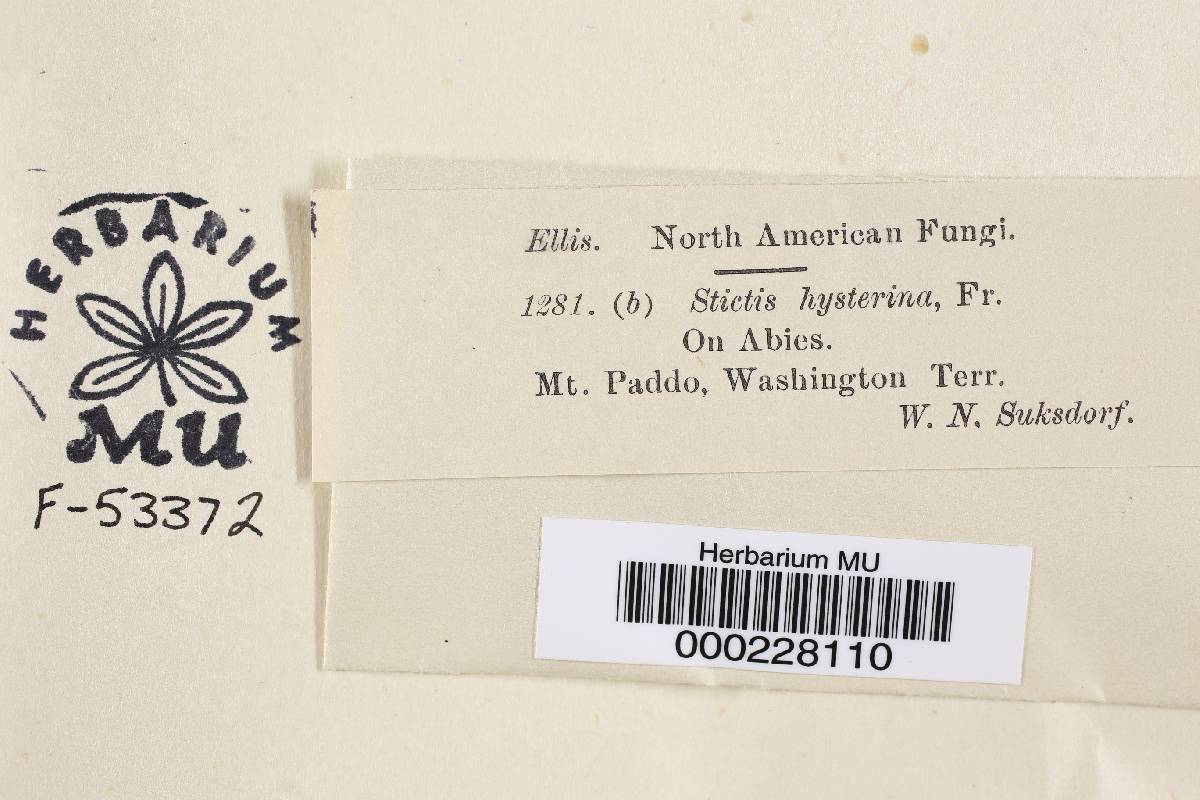 HERBARIUM
MU
F-53372
Ellis. North American Fungi.
1281. (b) Stictis hysterina, Fr.
On Abies.
Mt. Paddo, Washington Terr.
W. N. Suksdorf.
Herbarium MU
000228110